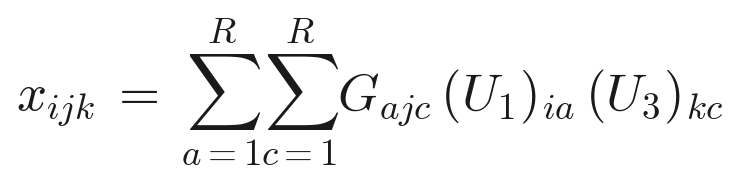 x_{ijk} = \sum_{a=1}^{R} \sum_{c=1}^{R} G_{ajc} (U_1)_{ia} (U_3)_{kc}